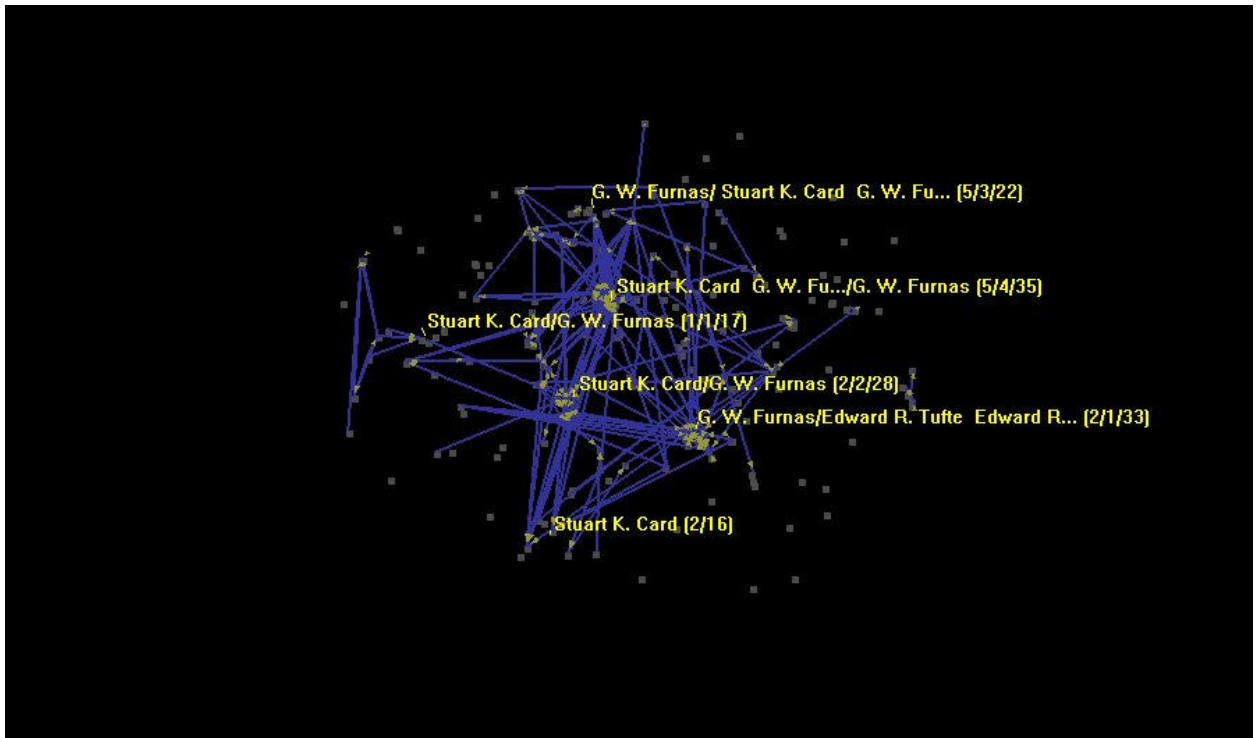 G. W. Furnas/ Stuart K. Card  G. W. Fu... (5/3/22)
Stuart K. Card  G. W. Fu.../G. W. Furnas (5/4/35)
Stuart K. Card/G. W. Furnas (1/1/17)
Stuart K. Card/G. W. Furnas (2/2/28)
G. W. Furnas/Edward R. Tufte  Edward R... (2/1/33)
Stuart K. Card (2/16)